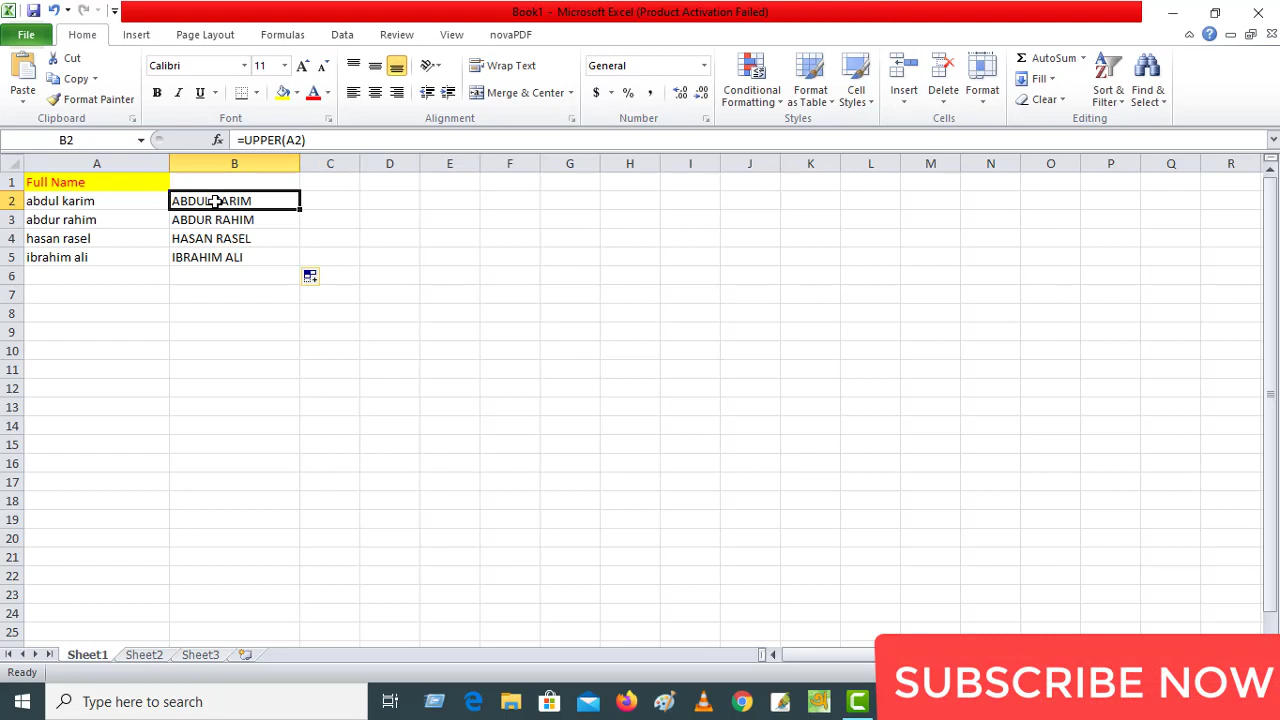 Book1 - Microsoft Excel (Product Activation Failed)
File Home Insert Page Layout Formulas Data Review View novaPDF
Paste
Cut
Copy
Format Painter
Clipboard
Calibri 11
B I U A
Font
Wrap Text
Merge & Center
Alignment
General
$ % ,
Number
Conditional Formatting
Format as Table
Cell Styles
Styles
Insert
Delete
Format
Cells
Σ AutoSum
Fill
Clear
Sort & Filter
Find & Select
Editing
B2 fx =UPPER(A2)
A B C D E F G H I J K L M N O P Q R
1 Full Name
2 abdul karim ABDUL KARIM
3 abdur rahim ABDUR RAHIM
4 hasan rasel HASAN RASEL
5 ibrahim ali IBRAHIM ALI
6
7
8
9
10
11
12
13
14
15
16
17
18
19
20
21
22
23
24
25
Sheet1 Sheet2 Sheet3
Ready
SUBSCRIBE NOW
Type here to search